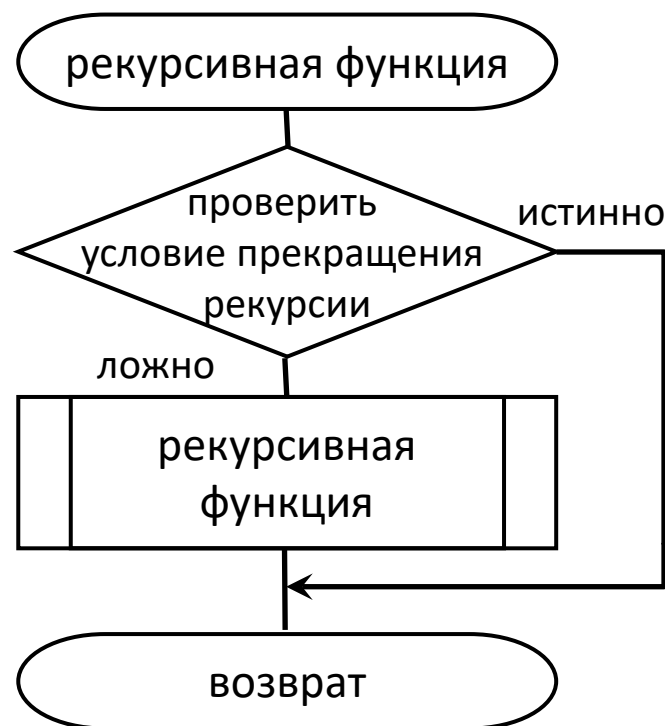 рекурсивная функция
проверить
условие прекращения
рекурсии
истинно
ложно
рекурсивная
функция
возврат